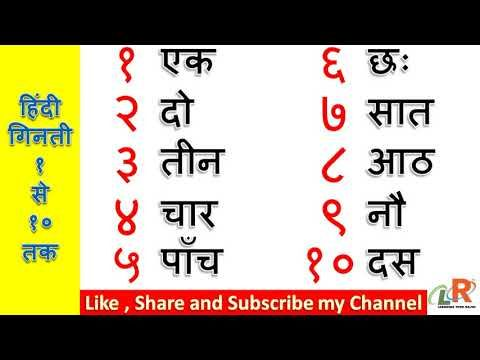 हिंदी
गिनती
१
से
१०
तक
१ एक
२ दो
३ तीन
४ चार
५ पाँच
६ छः
७ सात
८ आठ
९ नौ
१० दस
Like , Share and Subscribe my Channel
LR